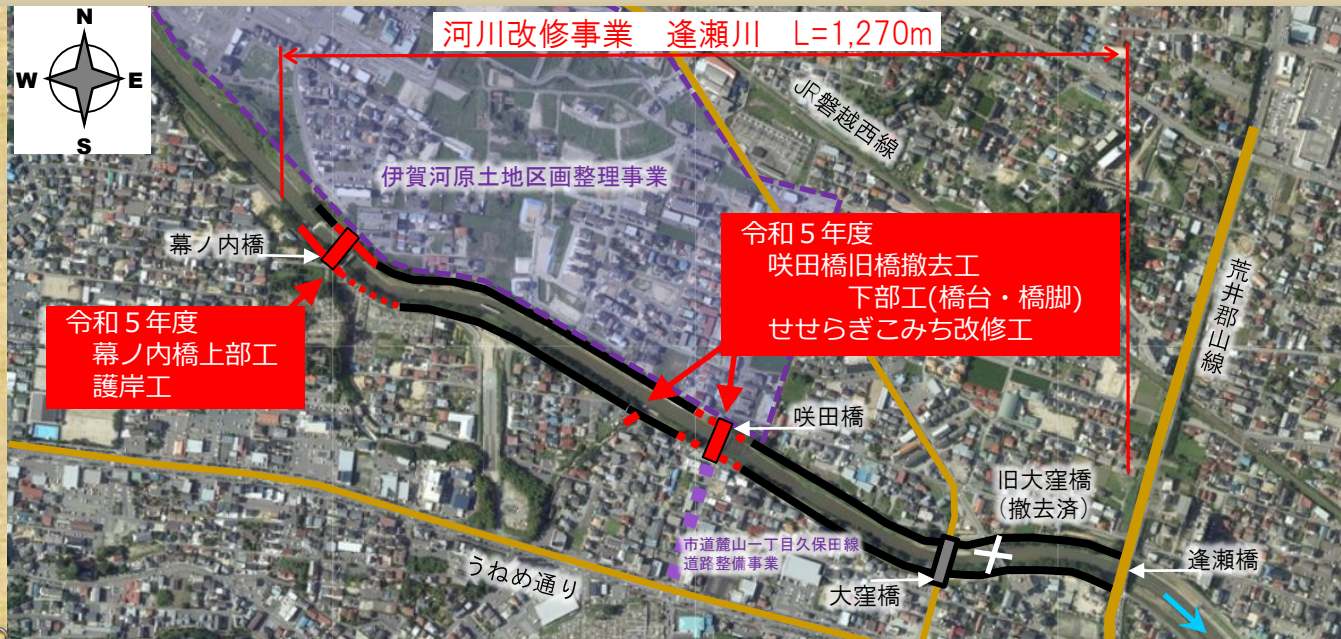 N
W E
S
河川改修事業 逢瀬川 L=1,270m
JR磐越西線
伊賀河原土地区画整理事業
幕ノ内橋
令和5年度
幕ノ内橋上部工
護岸工
令和5年度
咲田橋旧橋撤去工
下部工(橋台・橋脚)
せせらぎこみち改修工
荒井郡山線
咲田橋
旧大窪橋
(撤去済)
市道麓山一丁目久保田線
道路整備事業
うねめ通り
大窪橋
逢瀬橋